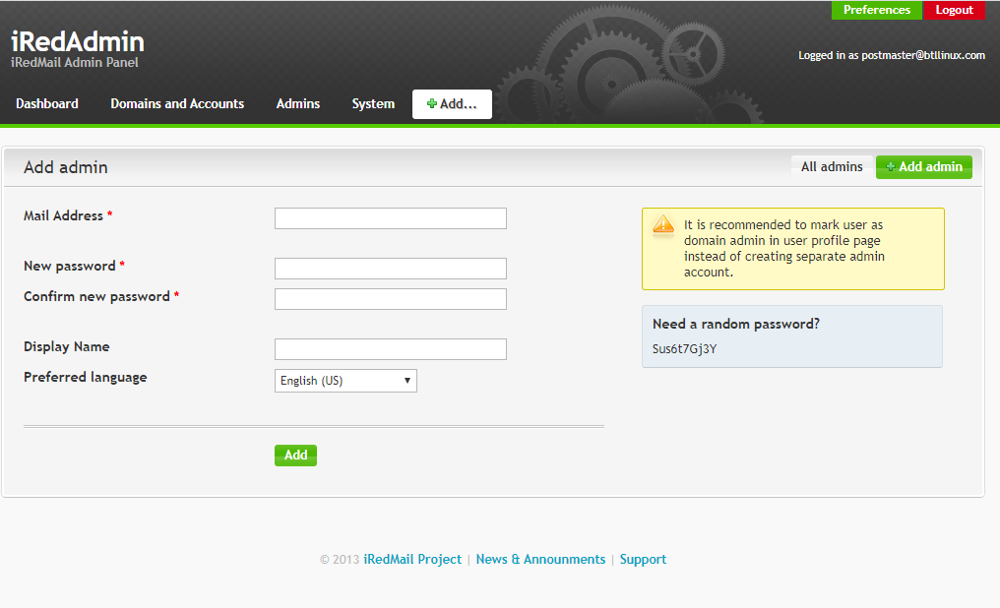 Preferences Logout
iRedAdmin
iRedMail Admin Panel
Logged in as postmaster@btllinux.com
Dashboard Domains and Accounts Admins System Add...
Add admin
All admins Add admin
Mail Address *
New password *
Confirm new password *
Display Name
Preferred language English (US)
Add
It is recommended to mark user as
domain admin in user profile page
instead of creating separate admin
account.
Need a random password?
Sus6t7Gj3Y
© 2013 iRedMail Project | News & Announments | Support